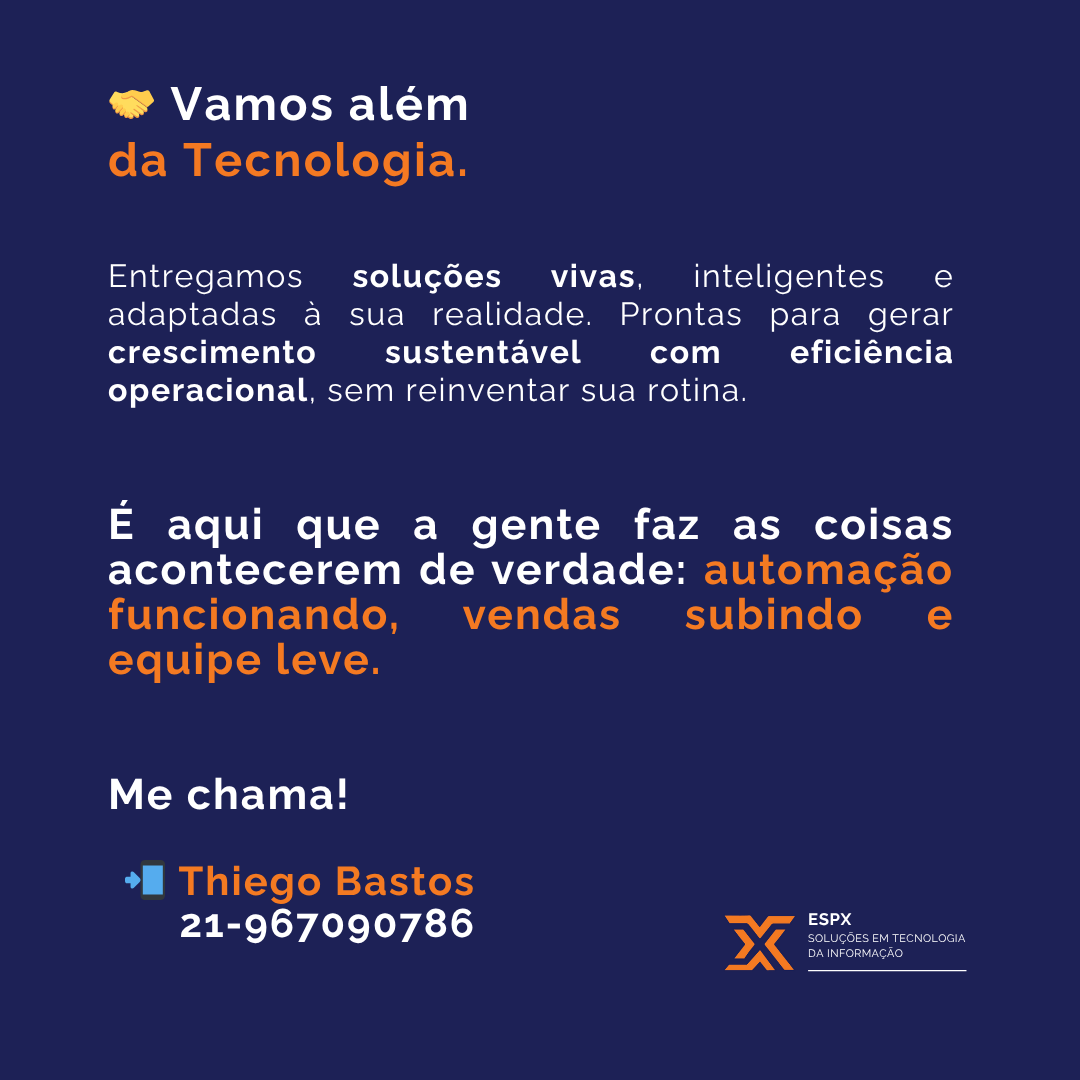 🤝 Vamos além
da Tecnologia.
Entregamos soluções vivas, inteligentes e
adaptadas à sua realidade. Prontas para gerar
crescimento sustentável com eficiência
operacional, sem reinventar sua rotina.
É aqui que a gente faz as coisas
acontecerem de verdade: automação
funcionando, vendas subindo e
equipe leve.
Me chama!
📲 Thiego Bastos
21-967090786
ESPX
SOLUÇÕES EM TECNOLOGIA
DA INFORMAÇÃO